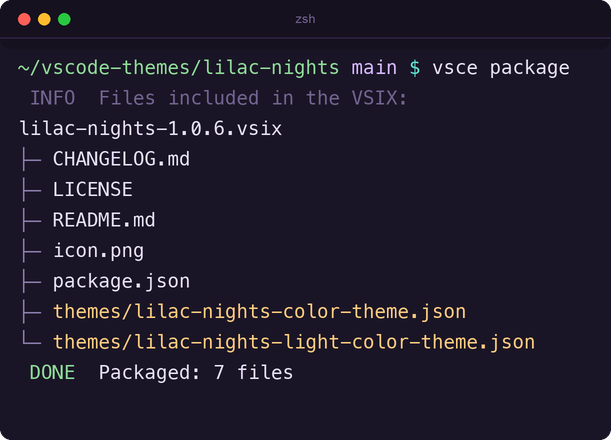 zsh
~/vscode-themes/lilac-nights main $ vsce package
INFO  Files included in the VSIX:
lilac-nights-1.0.6.vsix
├─ CHANGELOG.md
├─ LICENSE
├─ README.md
├─ icon.png
├─ package.json
├─ themes/lilac-nights-color-theme.json
└─ themes/lilac-nights-light-color-theme.json
DONE  Packaged: 7 files